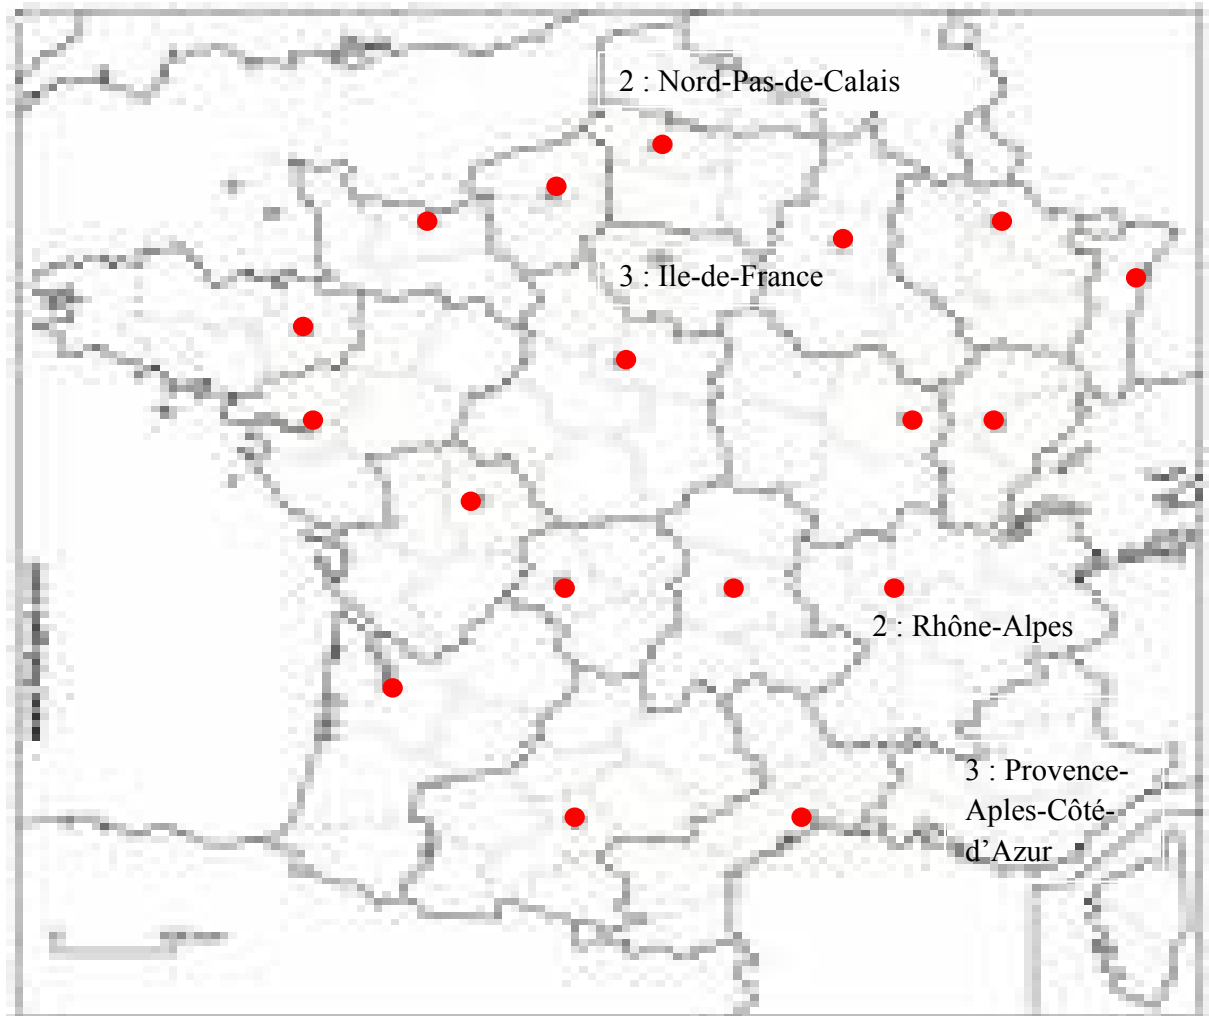 2 : Nord-Pas-de-Calais
3 : Ile-de-France
2 : Rhône-Alpes
3 : Provence-
Aples-Côté-
d’Azur